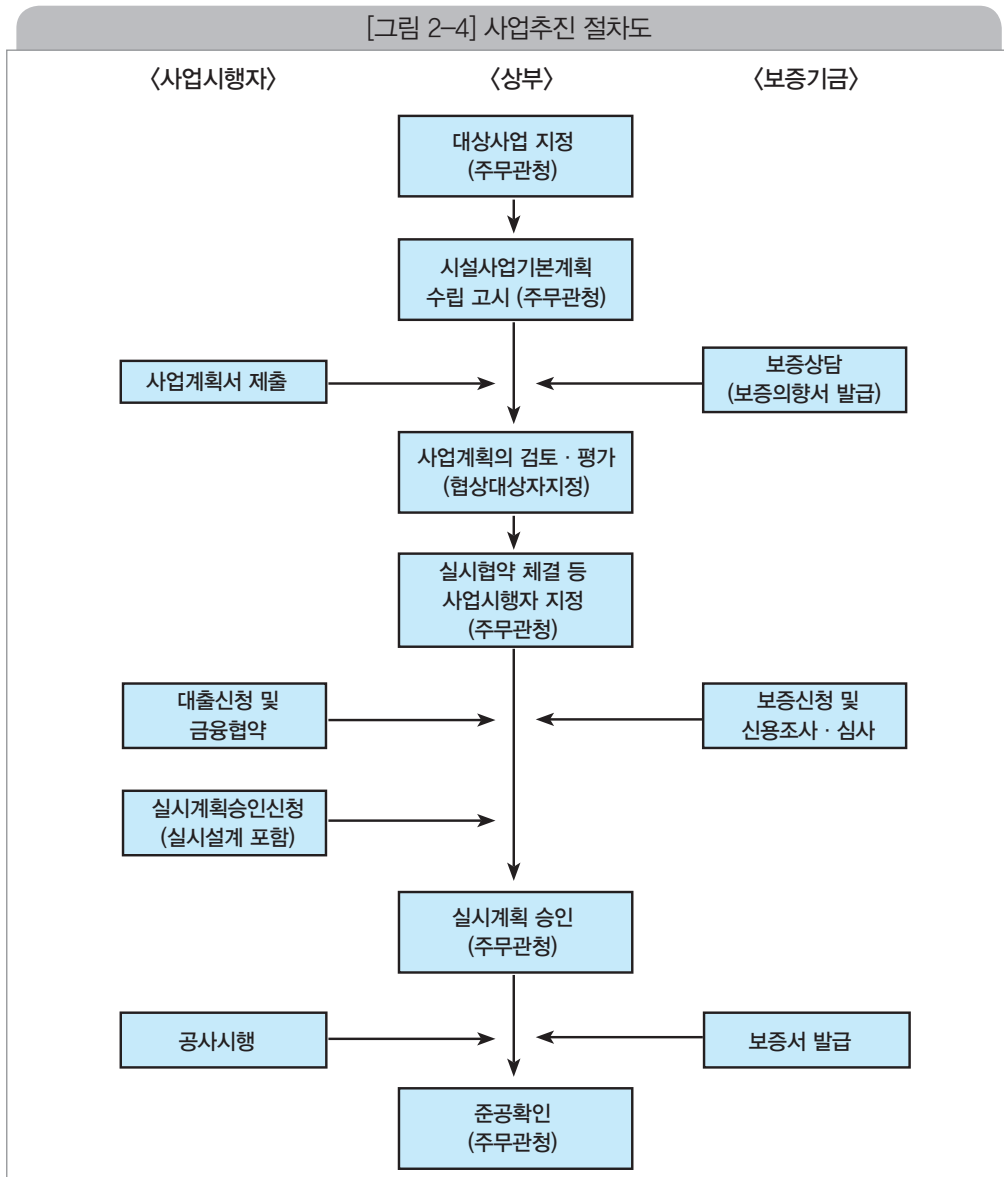 [그림 2-4] 사업추진 절차도
〈사업시행자〉
〈상부〉
〈보증기금〉
대상사업 지정
(주무관청)
시설사업기본계획
수립 고시 (주무관청)
사업계획서 제출
보증상담
(보증의향서 발급)
사업계획의 검토 · 평가
(협상대상자지정)
실시협약 체결 등
사업시행자 지정
(주무관청)
대출신청 및
금융협약
보증신청 및
신용조사 · 심사
실시계획승인신청
(실시설계 포함)
실시계획 승인
(주무관청)
공사시행
보증서 발급
준공확인
(주무관청)